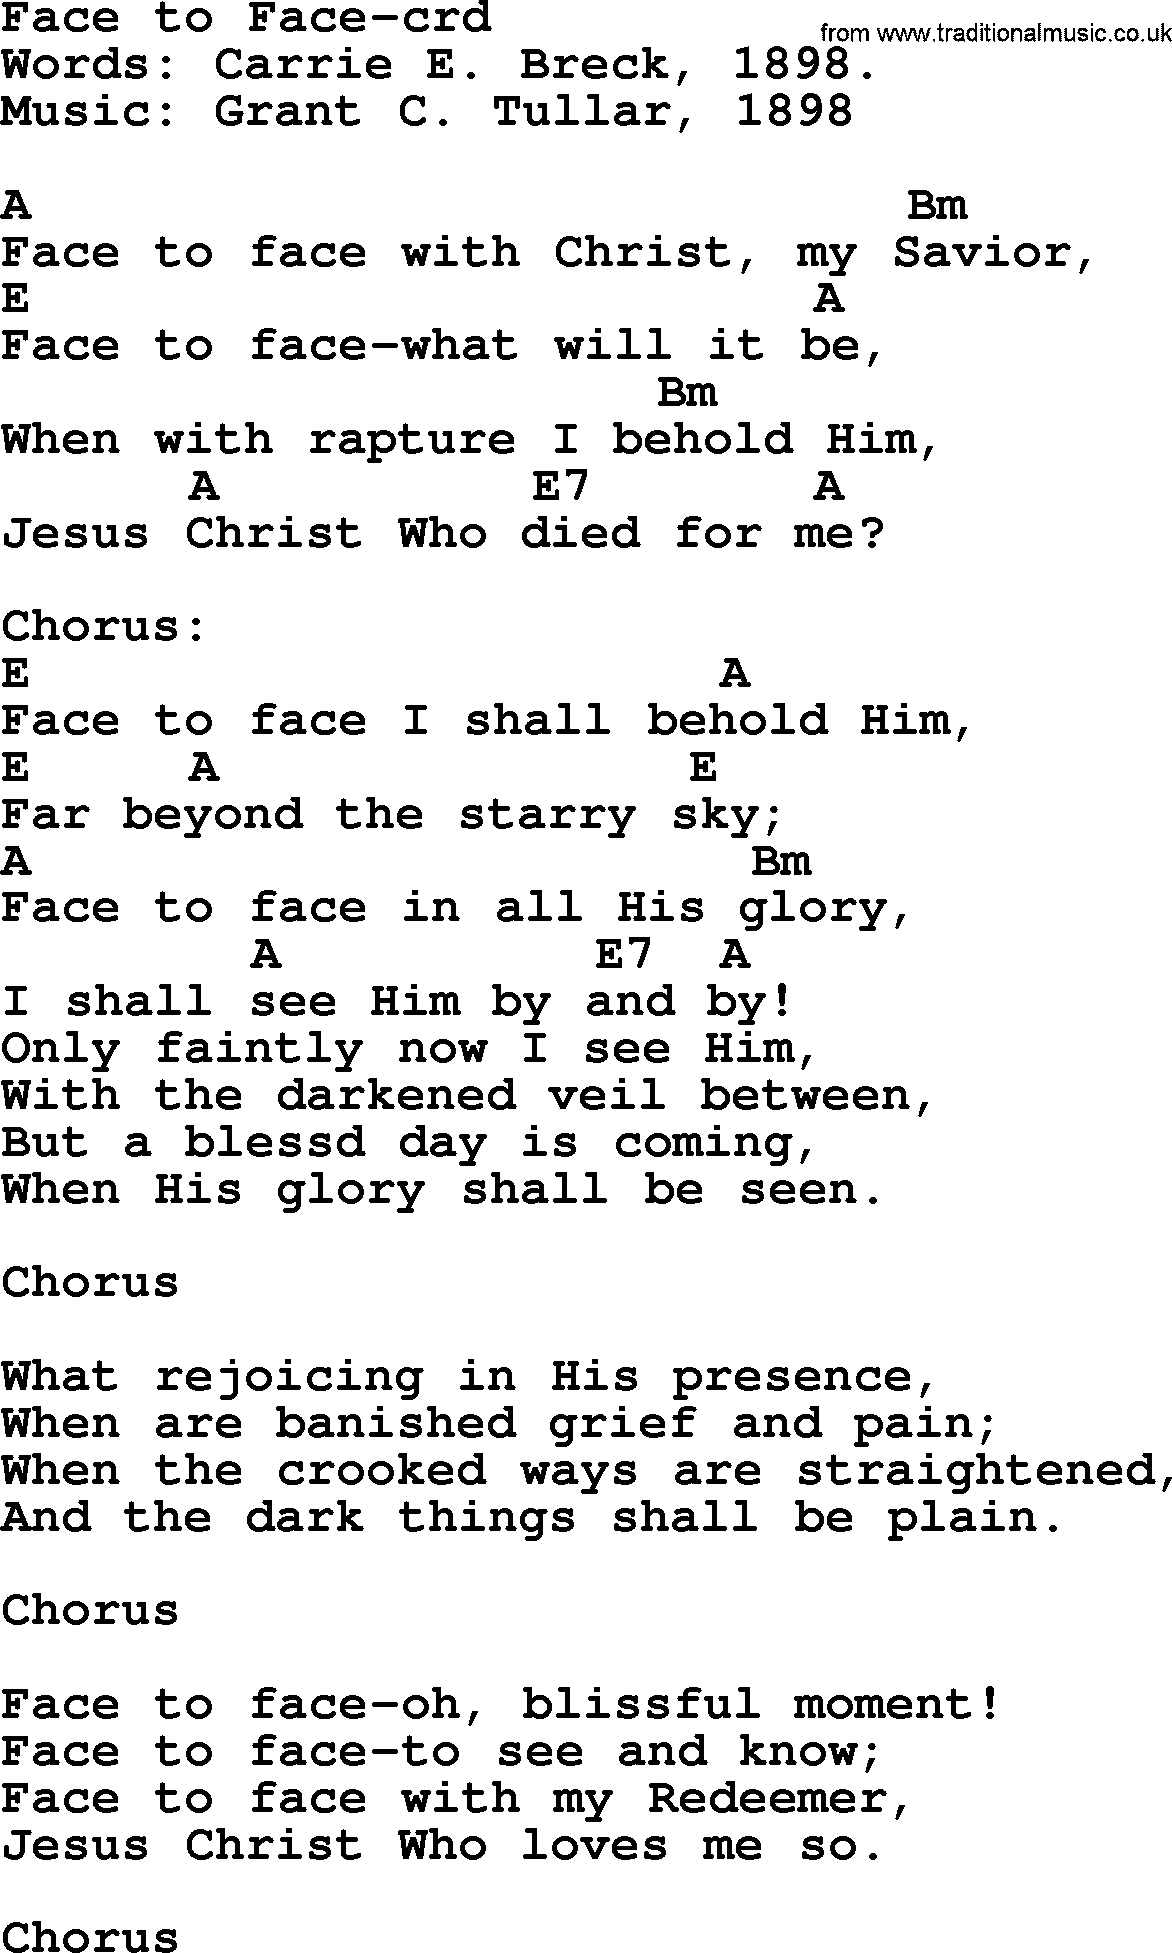 Face to Face-crd
from www.traditionalmusic.co.uk
Words: Carrie E. Breck, 1898.
Music: Grant C. Tullar, 1898
A Bm
Face to face with Christ, my Savior,
E A
Face to face-what will it be,
Bm
When with rapture I behold Him,
A E7 A
Jesus Christ Who died for me?
Chorus:
E A
Face to face I shall behold Him,
E A E
Far beyond the starry sky;
A Bm
Face to face in all His glory,
A E7 A
I shall see Him by and by!
Only faintly now I see Him,
With the darkened veil between,
But a blessd day is coming,
When His glory shall be seen.
Chorus
What rejoicing in His presence,
When are banished grief and pain;
When the crooked ways are straightened,
And the dark things shall be plain.
Chorus
Face to face-oh, blissful moment!
Face to face-to see and know;
Face to face with my Redeemer,
Jesus Christ Who loves me so.
Chorus